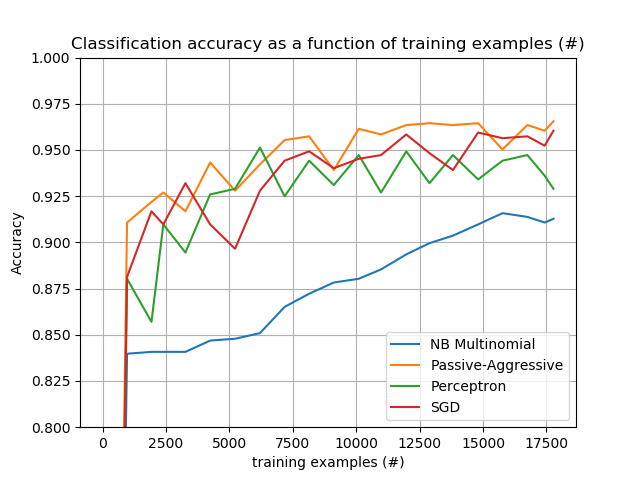 Classification accuracy as a function of training examples (#)
1.000
0.975
0.950
0.925
0.900
0.875
0.850
0.825
0.800
Accuracy
NB Multinomial
Passive-Aggressive
Perceptron
SGD
0 2500 5000 7500 10000 12500 15000 17500
training examples (#)